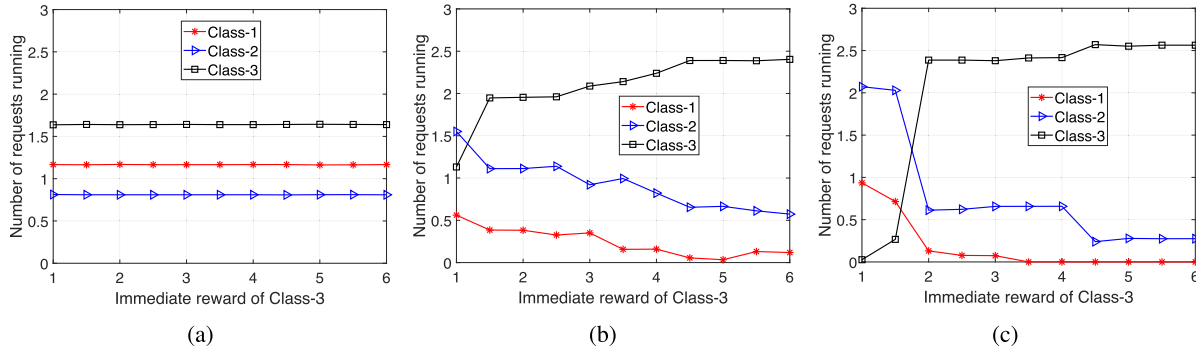 3
2.5
2
1.5
1
0.5
0
Number of requests running
Class-1
Class-2
Class-3
1 2 3 4 5 6
Immediate reward of Class-3
(a)
3
2.5
2
1.5
1
0.5
0
Number of requests running
Class-1
Class-2
Class-3
1 2 3 4 5 6
Immediate reward of Class-3
(b)
3
2.5
2
1.5
1
0.5
0
Number of requests running
Class-1
Class-2
Class-3
1 2 3 4 5 6
Immediate reward of Class-3
(c)